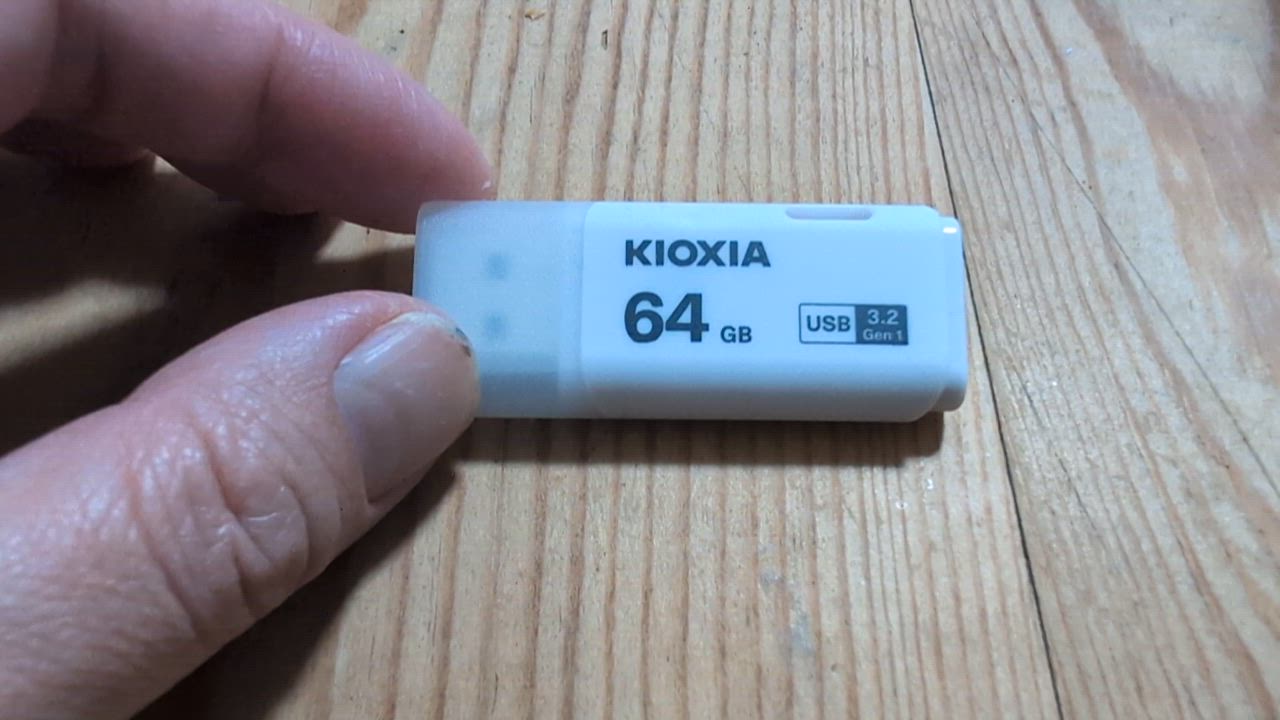 KIOXIA
64 GB
USB 3.2 Gen 1